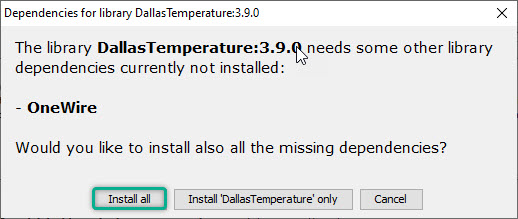 Dependencies for library DallasTemperature:3.9.0
The library DallasTemperature:3.9.0 needs some other library
dependencies currently not installed:
- OneWire
Would you like to install also all the missing dependencies?
Install all Install 'DallasTemperature' only Cancel